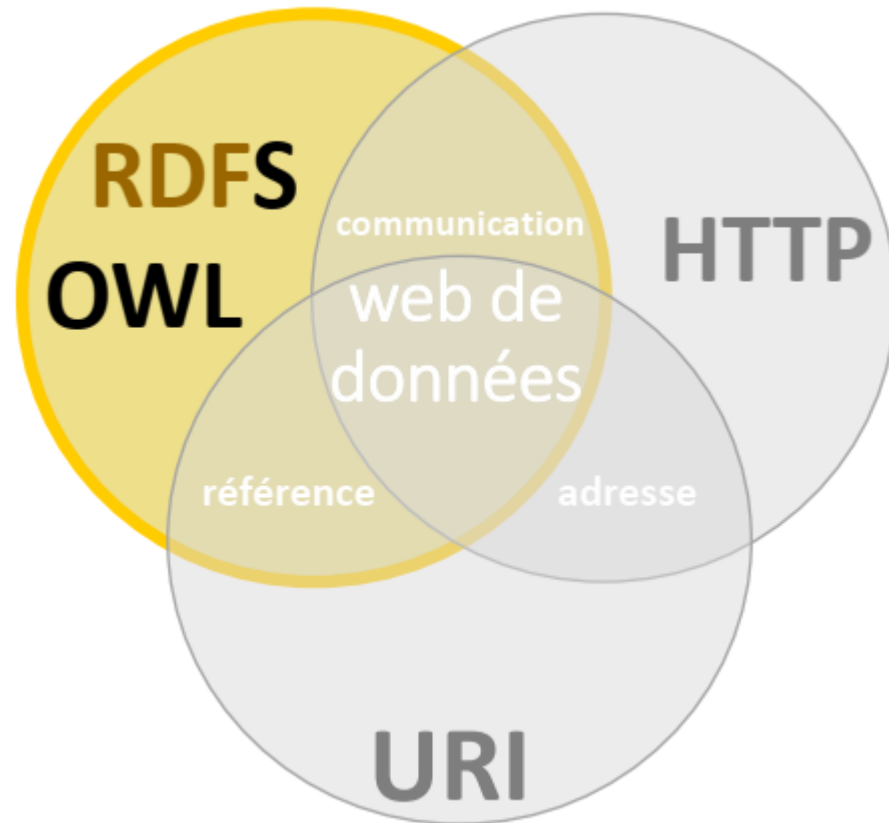 RDFS
OWL
communication
HTTP
web de
données
référence
adresse
URI